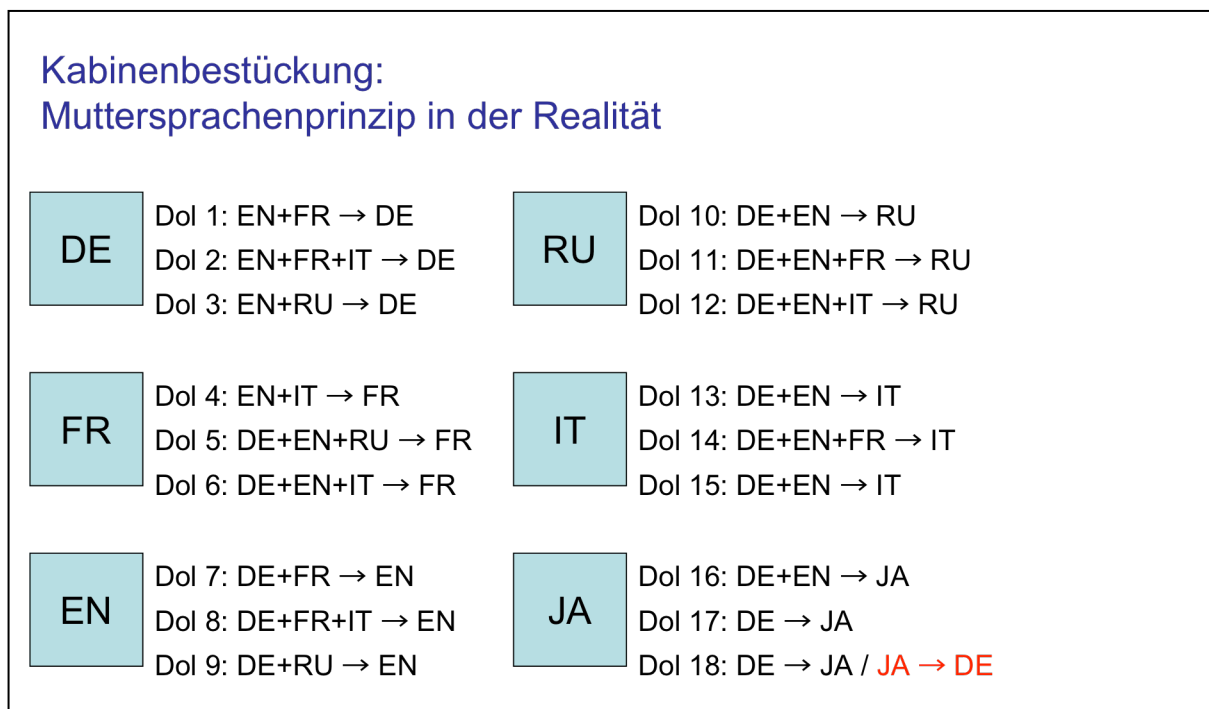 Kabinenbestückung:
Muttersprachenprinzip in der Realität
DE
Dol 1: EN+FR → DE
Dol 2: EN+FR+IT → DE
Dol 3: EN+RU → DE
FR
Dol 4: EN+IT → FR
Dol 5: DE+EN+RU → FR
Dol 6: DE+EN+IT → FR
EN
Dol 7: DE+FR → EN
Dol 8: DE+FR+IT → EN
Dol 9: DE+RU → EN
RU
Dol 10: DE+EN → RU
Dol 11: DE+EN+FR → RU
Dol 12: DE+EN+IT → RU
IT
Dol 13: DE+EN → IT
Dol 14: DE+EN+FR → IT
Dol 15: DE+EN → IT
JA
Dol 16: DE+EN → JA
Dol 17: DE → JA
Dol 18: DE → JA / JA → DE